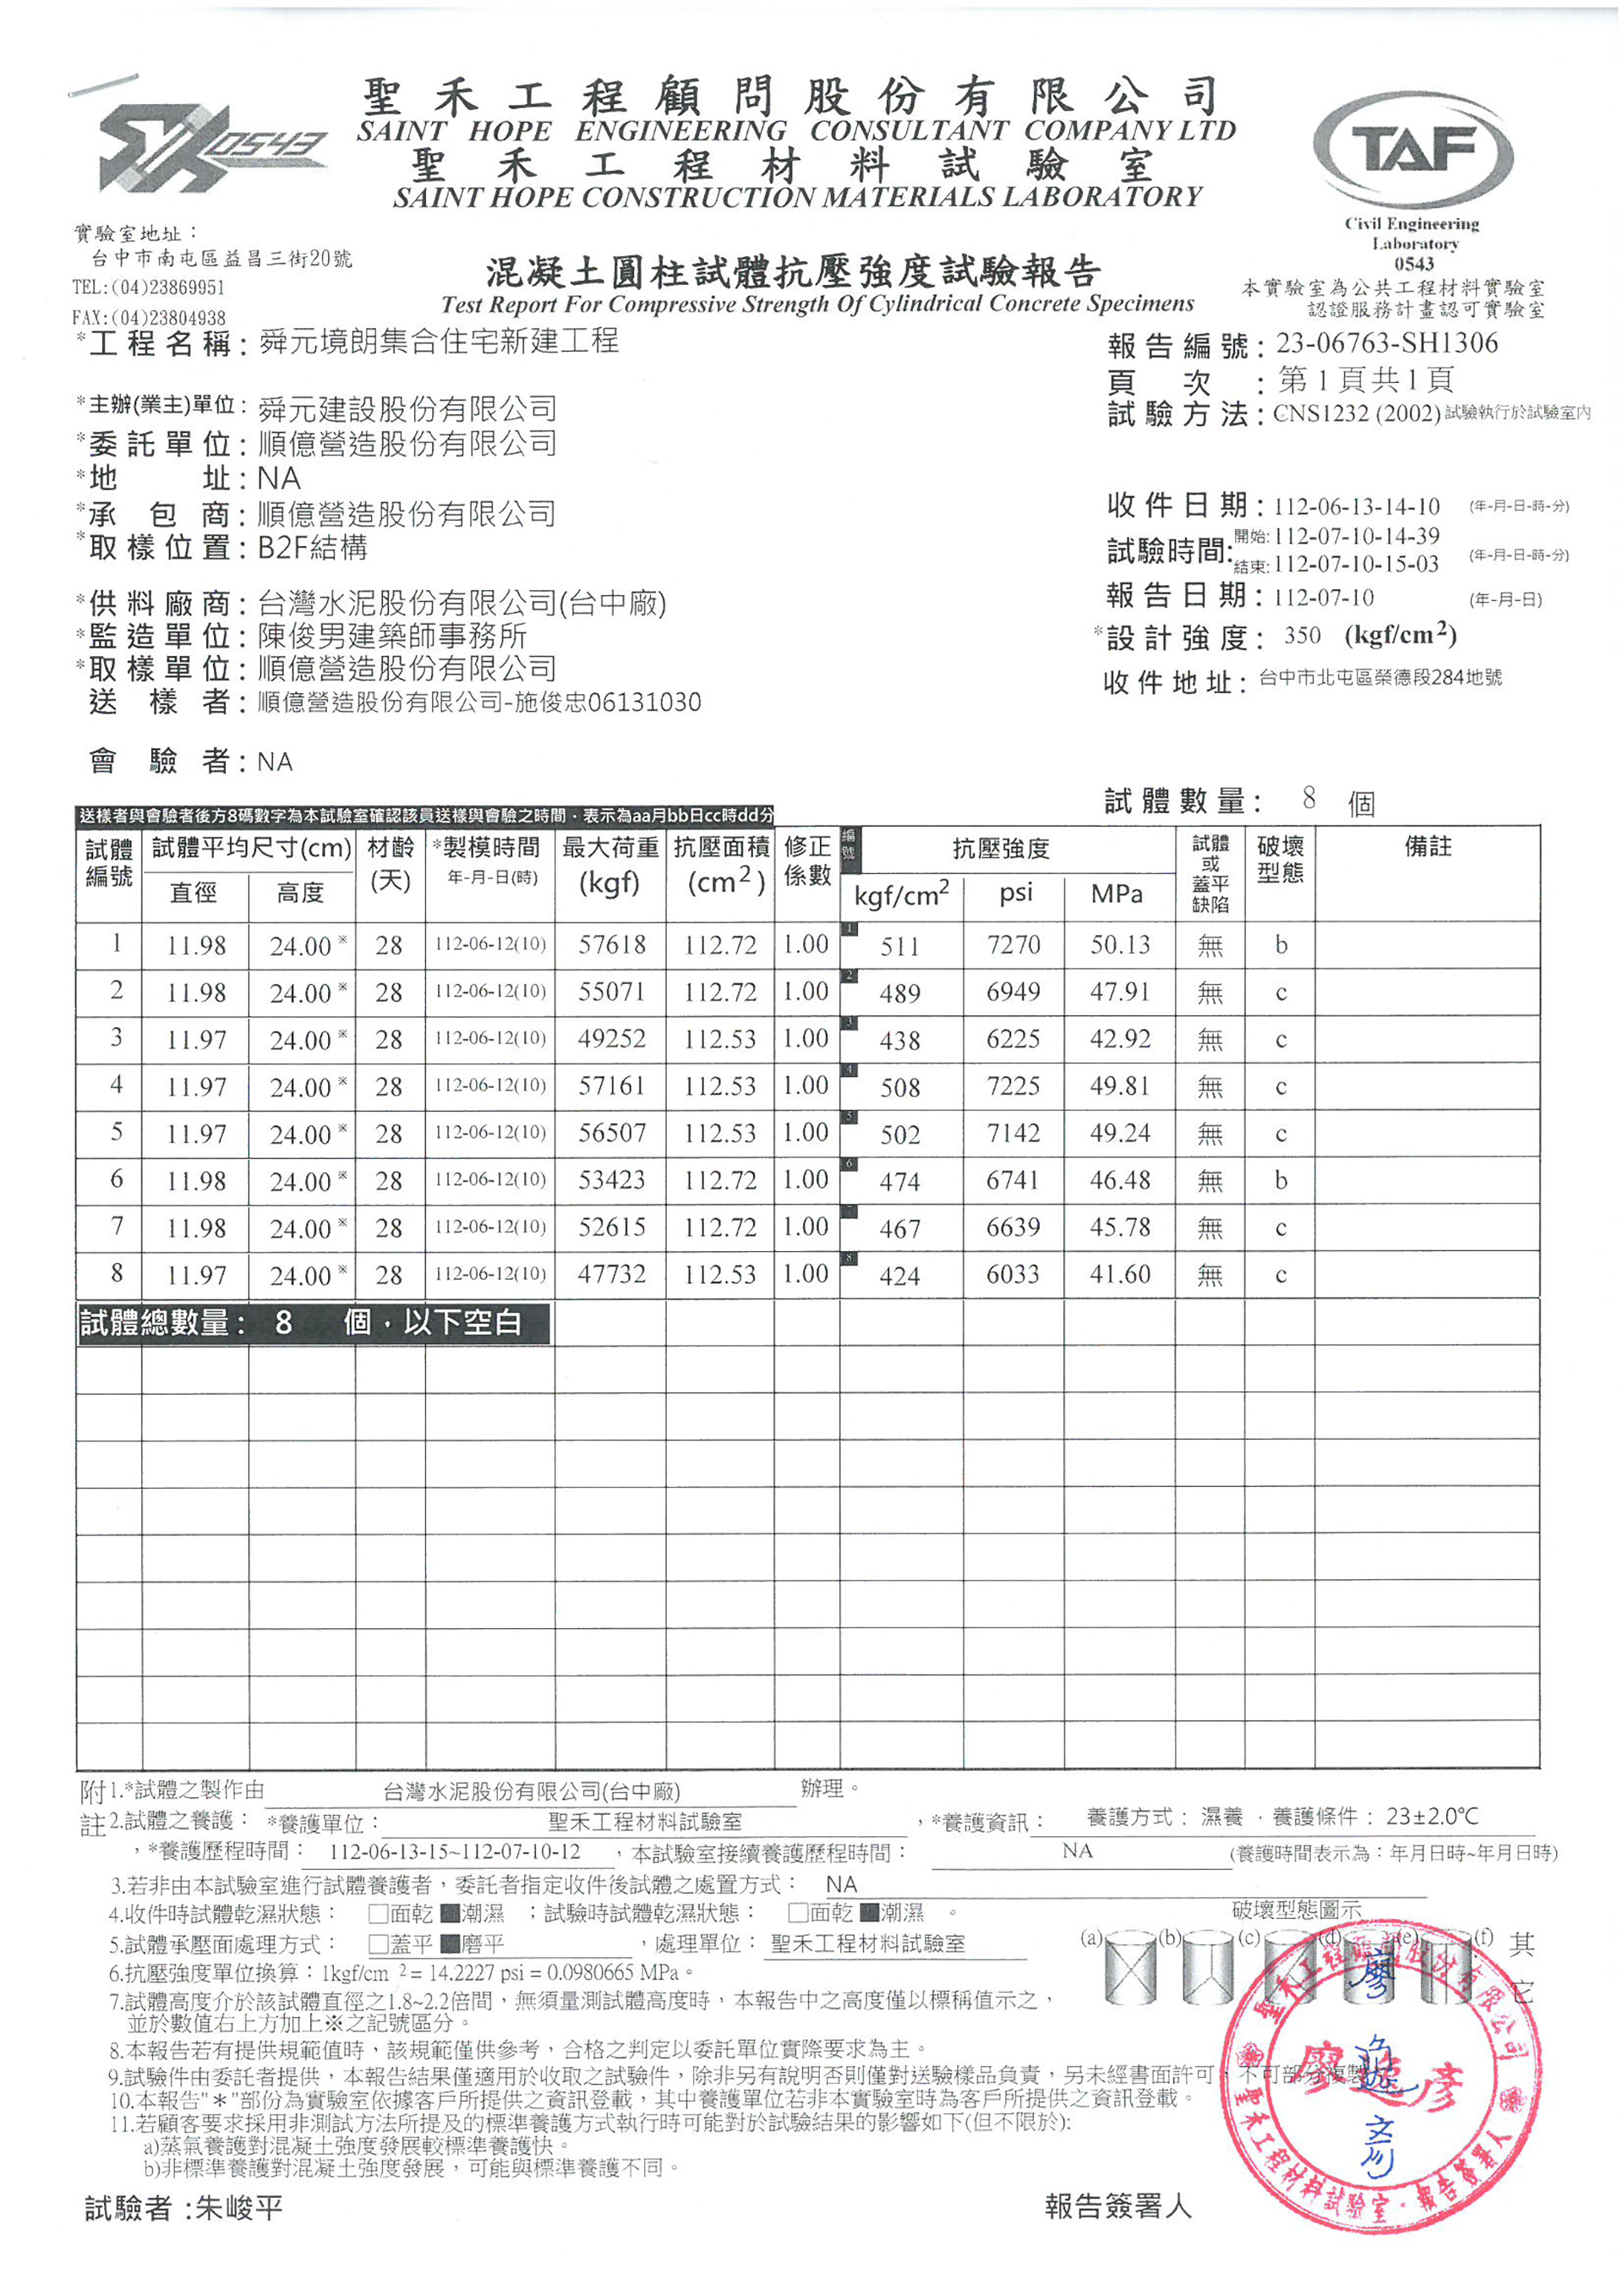 聖禾工程顧問股份有限公司
SAINT HOPE ENGINEERING CONSULTANT COMPANY LTD
聖禾工程材料試驗室
SAINT HOPE CONSTRUCTION MATERIALS LABORATORY
0543
TAF
Civil Engineering
Laboratory
0543
本實驗室為公共工程材料實驗室
認證服務計畫認可實驗室
實驗室地址：
台中市南屯區益昌三街20號
TEL:(04)23869951
FAX:(04)23804938
混凝土圓柱試體抗壓強度試驗報告
Test Report For Compressive Strength Of Cylindrical Concrete Specimens
*工程名稱：舜元境朗集合住宅新建工程
報告編號：23-06763-SH1306
頁次：第1頁共1頁
試驗方法：CNS1232 (2002) 試驗執行於試驗室內
*主辦(業主)單位：舜元建設股份有限公司
*委託單位：順億營造股份有限公司
*地址：NA
*承包商：順億營造股份有限公司
*取樣位置：B2F結構
收件日期：112-06-13-14-10 (年-月-日-時-分)
試驗時間：開始：112-07-10-14-39
結束：112-07-10-15-03 (年-月-日-時-分)
報告日期：112-07-10 (年-月-日)
*設計強度：350 (kgf/cm²)
收件地址：台中市北屯區榮德段284地號
*供料廠商：台灣水泥股份有限公司(台中廠)
*監造單位：陳俊男建築師事務所
*取樣單位：順億營造股份有限公司
送樣者：順億營造股份有限公司-施俊忠06131030
會驗者：NA
試體數量：8 個
送樣者與會驗者後方8碼數字為本試驗室確認該員送樣與會驗之時間，表示為aa月bb日cc時dd分
試體編號 試體平均尺寸(cm) 直徑 高度 材齡(天) *製模時間 年-月-日(時) 最大荷重(kgf) 抗壓面積(cm²) 修正係數 編號 抗壓強度 kgf/cm² psi MPa 試體或蓋平缺陷 破壞型態 備註
1 11.98 24.00※ 28 112-06-12(10) 57618 112.72 1.00 1 511 7270 50.13 無 b
2 11.98 24.00※ 28 112-06-12(10) 55071 112.72 1.00 2 489 6949 47.91 無 c
3 11.97 24.00※ 28 112-06-12(10) 49252 112.53 1.00 3 438 6225 42.92 無 c
4 11.97 24.00※ 28 112-06-12(10) 57161 112.53 1.00 4 508 7225 49.81 無 c
5 11.97 24.00※ 28 112-06-12(10) 56507 112.53 1.00 5 502 7142 49.24 無 c
6 11.98 24.00※ 28 112-06-12(10) 53423 112.72 1.00 6 474 6741 46.48 無 b
7 11.98 24.00※ 28 112-06-12(10) 52615 112.72 1.00 7 467 6639 45.78 無 c
8 11.97 24.00※ 28 112-06-12(10) 47732 112.53 1.00 8 424 6033 41.60 無 c
試體總數量：8 個，以下空白
附註
1.*試體之製作由 台灣水泥股份有限公司(台中廠) 辦理。
2.試體之養護：*養護單位：聖禾工程材料試驗室，*養護資訊：養護方式：濕養，養護條件：23±2.0℃
，*養護歷程時間：112-06-13-15~112-07-10-12，本試驗室接續養護歷程時間：NA (養護時間表示為：年月日時~年月日時)
3.若非由本試驗室進行試體養護者，委託者指定收件後試體之處置方式：NA
4.收件時試體乾濕狀態：□面乾■潮濕；試驗時試體乾濕狀態：□面乾■潮濕。
5.試體承壓面處理方式：□蓋平■磨平，處理單位：聖禾工程材料試驗室
6.抗壓強度單位換算：1kgf/cm ²= 14.2227 psi = 0.0980665 MPa。
7.試體高度介於該試體直徑之1.8~2.2倍間，無須量測試體高度時，本報告中之高度僅以標稱值示之，
並於數值右上方加上※之記號區分。
8.本報告若有提供規範值時，該規範僅供參考，合格之判定以委託單位實際要求為主。
9.試驗件由委託者提供，本報告結果僅適用於收取之試驗件，除非另有說明否則僅對送驗樣品負責，另未經書面許可，不可部分複製。
10.本報告"＊"部份為實驗室依據客戶所提供之資訊登載，其中養護單位若非本實驗室時為客戶所提供之資訊登載。
11.若顧客要求採用非測試方法所提及的標準養護方式執行時可能對於試驗結果的影響如下(但不限於):
a)蒸氣養護對混凝土強度發展較標準養護快。
b)非標準養護對混凝土強度發展，可能與標準養護不同。
破壞型態圖示
(a) (b) (c) (d) (e) (f) 其它
聖禾工程顧問股份有限公司
廖逸彥
聖禾工程材料試驗室·報告簽署人
試驗者：朱峻平
報告簽署人